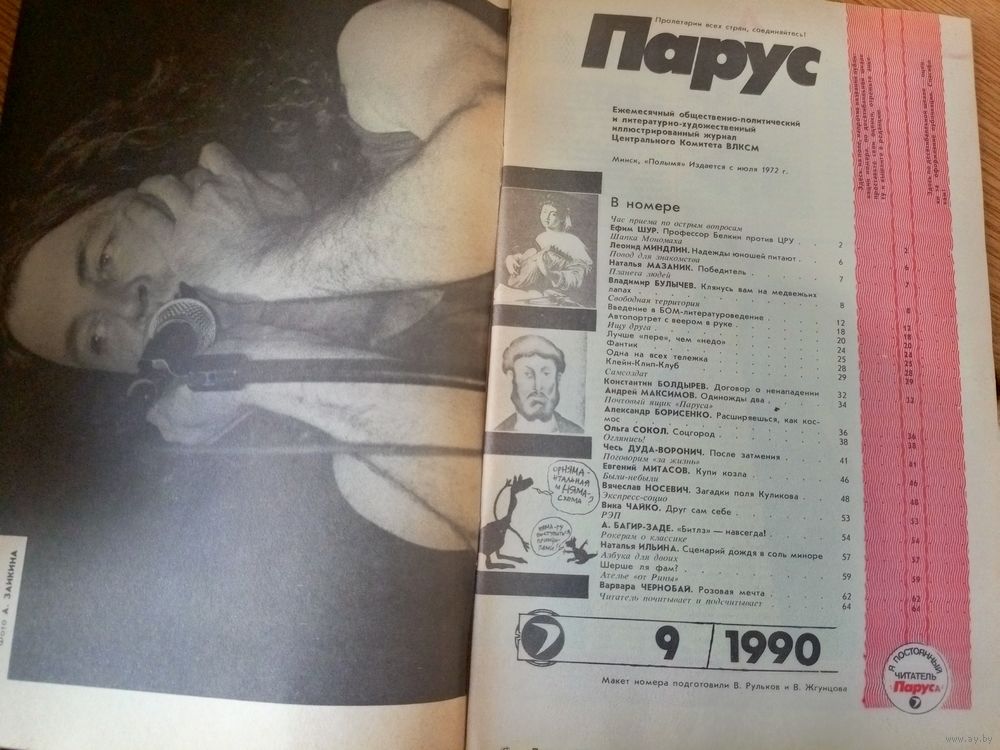 Фото А. ЗАИКИНА
Пролетарии всех стран, соединяйтесь!
Парус
Ежемесячный общественно-политический
и литературно-художественный
иллюстрированный журнал
Центрального Комитета ВЛКСМ
Минск, «Полымя» Издается с июля 1972 г.
В номере
Час приема по острым вопросам
Ефим ШУР. Профессор Белкин против ЦРУ . 2
Шапка Мономаха
Леонид МИНДЛИН. Надежды юношей питают . 6
Повод для знакомства
Наталья МАЗАНИК. Победитель . . . . 7
Планета людей
Владимир БУЛЫЧЕВ. Клянусь вам на медвежьих
лапах . . . . . . . . 8
Свободная территория
Введение в БОМ-литературоведение . . . 12
Автопортрет с веером в руке . . . . 18
Ищу друга . . . . . . . 20
Лучше «пере», чем «недо» . . . . 24
Фантик . . . . . . . 25
Одна на всех тележка . . . . . 28
Клейн-Клип-Клуб . . . . . . 29
Самсоздат
Константин БОЛДЫРЕВ. Договор о ненападении 32
Андрей МАКСИМОВ. Одиножды два . . . 34
Почтовый ящик «Паруса»
Александр БОРИСЕНКО. Расширяешься, как кос-
мос . . . . . . . . 36
Ольга СОКОЛ. Соцгород . . . . . 38
Оглянись!
Чесь ДУДА-ВОРОНИЧ. После затмения . . 41
Поговорим «за жизнь»
Евгений МИТАСОВ. Купи козла . . . . 46
Были-небыли
Вячеслав НОСЕВИЧ. Загадки поля Куликова . 48
Экспресс-социо
Вика ЧАЙКО. Друг сам себе . . . . 53
РЭП
А. БАГИР-ЗАДЕ. «Битлз» — навсегда! . . 54
Рокерам о классике
Наталья ИЛЬИНА. Сценарий дождя в соль миноре 57
Азбука для двоих
Шерше ля фам? . . . . . . 59
Ателье «от Рины»
Варвара ЧЕРНОБАЙ. Розовая мечта . . . 62
Читатель почитывает и подсчитывает . . 64
9 1990
Макет номера подготовили В. Рульков и В. Жгунцова
Я ПОСТОЯННЫЙ
ЧИТАТЕЛЬ
"Паруса"
www.ay.by